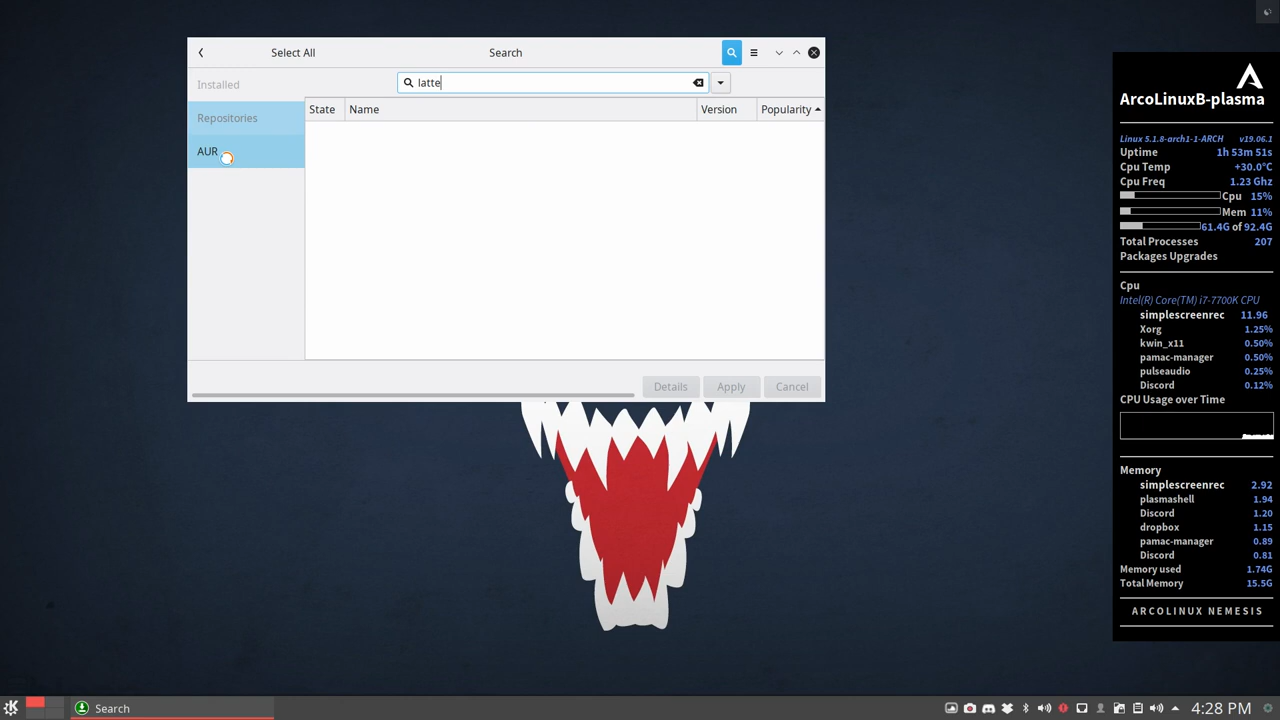 Select All
Search
latte
Installed
Repositories
AUR
State Name Version Popularity
Details Apply Cancel
ArcoLinuxB-plasma
Linux 5.1.8-arch1-1-ARCH v19.06.1
Uptime 1h 53m 51s
Cpu Temp +30.0°C
Cpu Freq 1.23 Ghz
Cpu 15%
Mem 11%
61.4G of 92.4G
Total Processes 207
Packages Upgrades
Cpu
Intel(R) Core(TM) i7-7700K CPU
simplescreenrec 11.96
Xorg 1.25%
kwin_x11 0.50%
pamac-manager 0.50%
pulseaudio 0.25%
Discord 0.12%
CPU Usage over Time
Memory
simplescreenrec 2.92
plasmashell 1.94
Discord 1.20
dropbox 1.15
pamac-manager 0.89
Discord 0.81
Memory used 1.74G
Total Memory 15.5G
ARCOLINUX NEMESIS
Search
4:28 PM